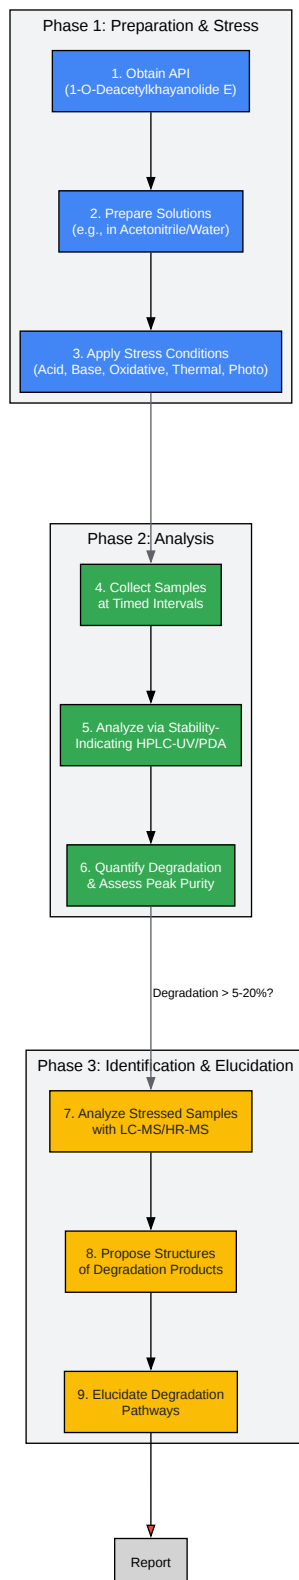 Phase 1: Preparation & Stress
1. Obtain API
(1-O-Deacetylkhayanolide E)
2. Prepare Solutions
(e.g., in Acetonitrile/Water)
3. Apply Stress Conditions
(Acid, Base, Oxidative, Thermal, Photo)
Phase 2: Analysis
4. Collect Samples
at Timed Intervals
5. Analyze via Stability-
Indicating HPLC-UV/PDA
6. Quantify Degradation
& Assess Peak Purity
Degradation > 5-20%?
Phase 3: Identification & Elucidation
7. Analyze Stressed Samples
with LC-MS/HR-MS
8. Propose Structures
of Degradation Products
9. Elucidate Degradation
Pathways
Report